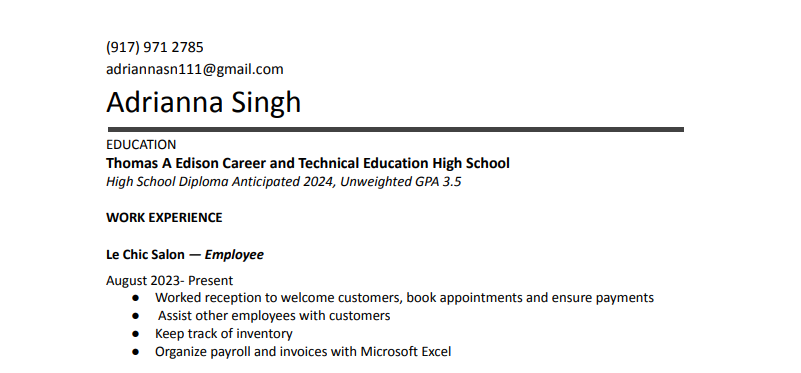 (917) 971 2785
adriannasn111@gmail.com
Adrianna Singh
EDUCATION
Thomas A Edison Career and Technical Education High School
High School Diploma Anticipated 2024, Unweighted GPA 3.5
WORK EXPERIENCE
Le Chic Salon — Employee
August 2023- Present
● Worked reception to welcome customers, book appointments and ensure payments
● Assist other employees with customers
● Keep track of inventory
● Organize payroll and invoices with Microsoft Excel